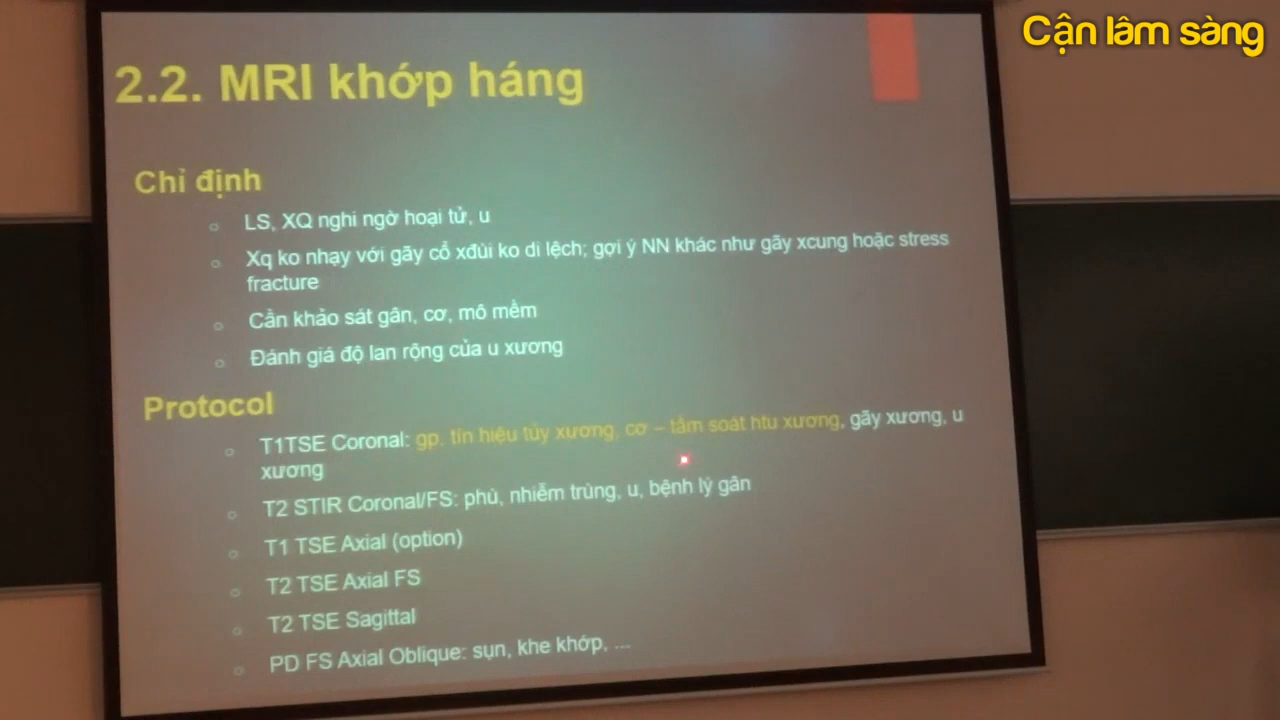 Cận lâm sàng
2.2. MRI khớp háng
Chỉ định
LS, XQ nghi ngờ hoại tử, u
Xq ko nhạy với gãy cổ xđùi ko di lệch; gợi ý NN khác như gãy xcung hoặc stress
fracture
Cần khảo sát gân, cơ, mô mềm
Đánh giá độ lan rộng của u xương
Protocol
T1TSE Coronal: gp. tín hiệu tủy xương, cơ – tầm soát htu xương, gãy xương, u
xương
T2 STIR Coronal/FS: phù, nhiễm trùng, u, bệnh lý gân
T1 TSE Axial (option)
T2 TSE Axial FS
T2 TSE Sagittal
PD FS Axial Oblique: sụn, khe khớp, ...